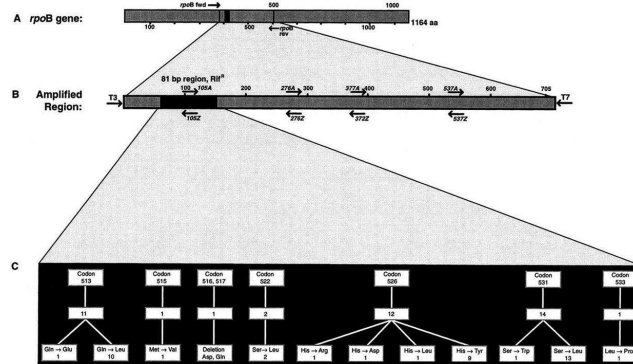 rpoB fwd
500
1000
A rpoB gene:
1164 aa
100
500
1000
rpoB
rev
81 bp region, Rif^R
B Amplified
Region:
T3
100
105A
200
276A
300
377A
400
500
537A
600
705
T7
105Z
276Z
372Z
537Z
C
Codon
513
Codon
515
Codon
516, 517
Codon
522
Codon
526
Codon
531
Codon
533
11
1
1
2
12
14
1
Gln → Glu
1
Gln → Leu
10
Met → Val
1
Deletion
Asp, Gln
Ser → Leu
2
His → Arg
1
His → Asp
1
His → Leu
1
His → Tyr
9
Ser → Trp
1
Ser → Leu
13
Leu → Pro
1